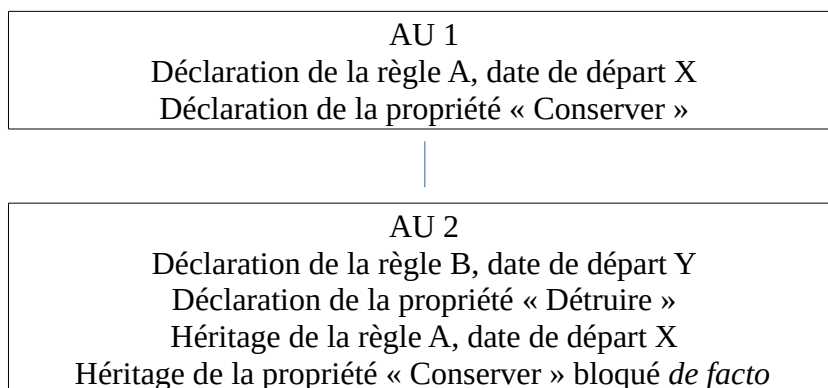 AU 1
Déclaration de la règle A, date de départ X
Déclaration de la propriété « Conserver »
AU 2
Déclaration de la règle B, date de départ Y
Déclaration de la propriété « Détruire »
Héritage de la règle A, date de départ X
Héritage de la propriété « Conserver » bloqué de facto